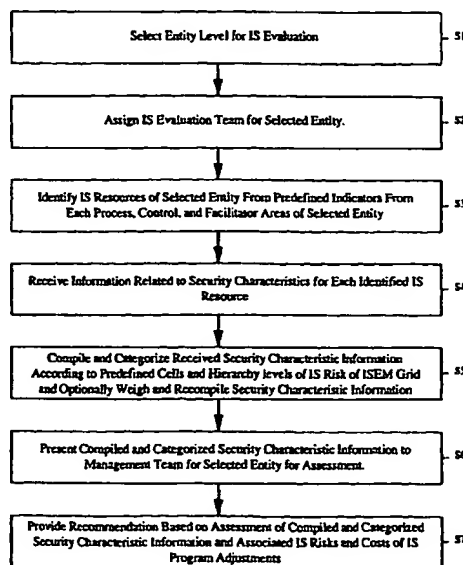 Select Entity Level for IS Evaluation
S1
Assign IS Evaluation Team for Selected Entity.
S2
Identify IS Resources of Selected Entity From Predefined Indicators From
Each Process, Control, and Facilitator Areas of Selected Entity
S3
Receive Information Related to Security Characteristics for Each Identified IS
Resource
S4
Compile and Categorize Received Security Characteristic Information
According to Predefined Cells and Hierarchy levels of IS Risk of ISEM Grid
and Optionally Weigh and Recompile Security Characteristic Information
S5
Present Compiled and Categorized Security Characteristic Information to
Management Team for Selected Entity for Assessment.
S6
Provide Recommendation Based on Assessment of Compiled and Categorized
Security Characteristic Information and Associated IS Risks and Costs of IS
Program Adjustments
S7